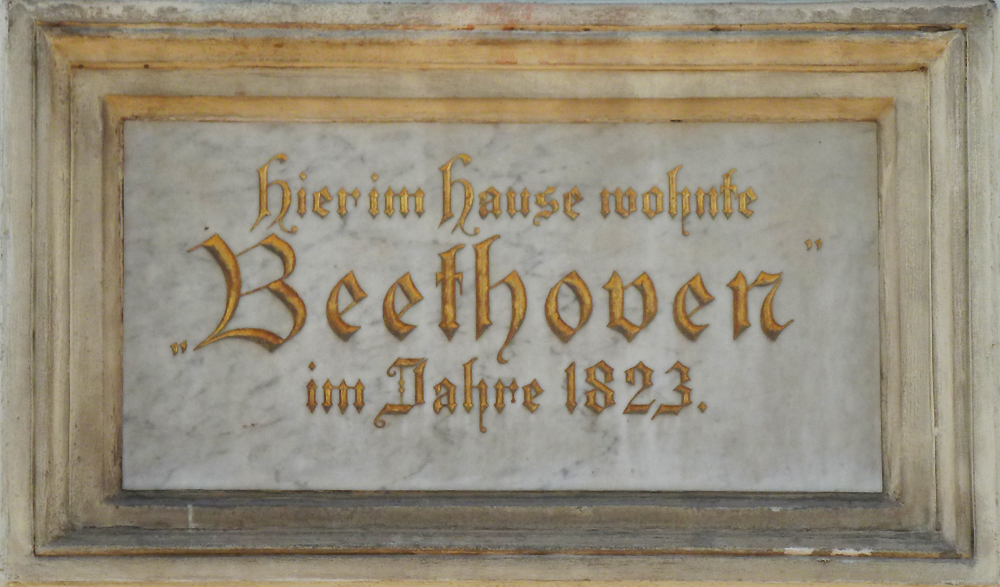 hier im hause wohnte
„Beethoven”
im Jahre 1823.